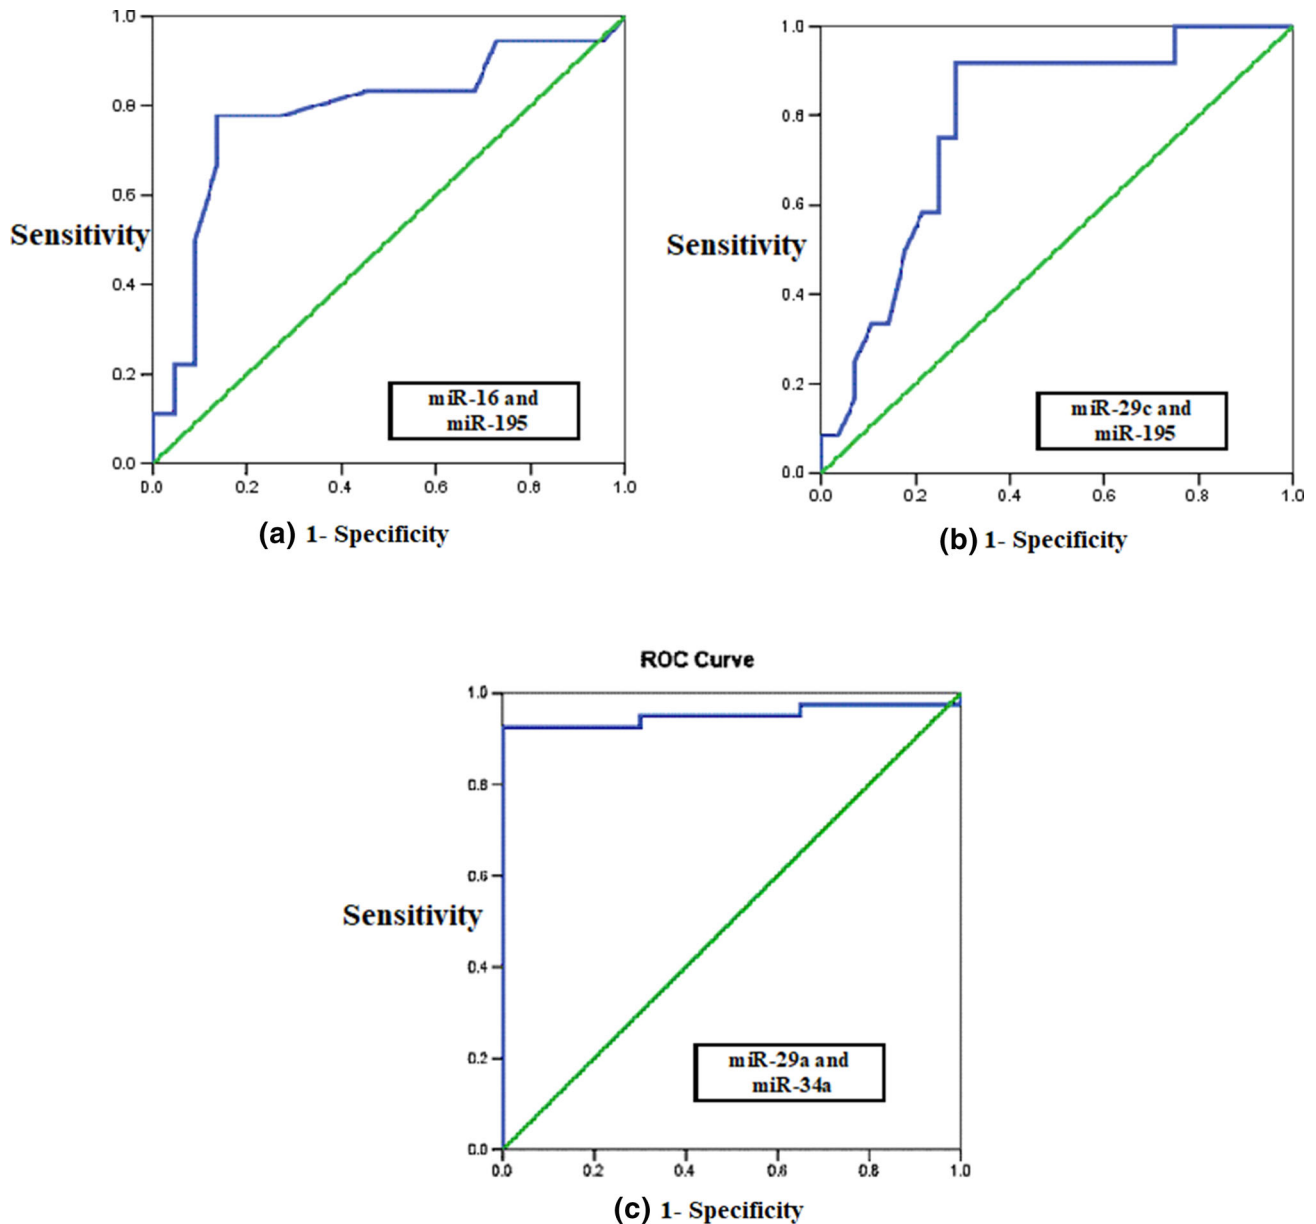 1.0
0.8
0.6
Sensitivity
0.4
0.2
0.0
miR-16 and
miR-195
0.0 0.2 0.4 0.6 0.8 1.0
(a) 1- Specificity
1.0
0.8
0.6
Sensitivity
0.4
0.2
0.0
miR-29c and
miR-195
0.0 0.2 0.4 0.6 0.8 1.0
(b) 1- Specificity
ROC Curve
1.0
0.8
0.6
Sensitivity
0.4
0.2
0.0
miR-29a and
miR-34a
0.0 0.2 0.4 0.6 0.8 1.0
(c) 1- Specificity